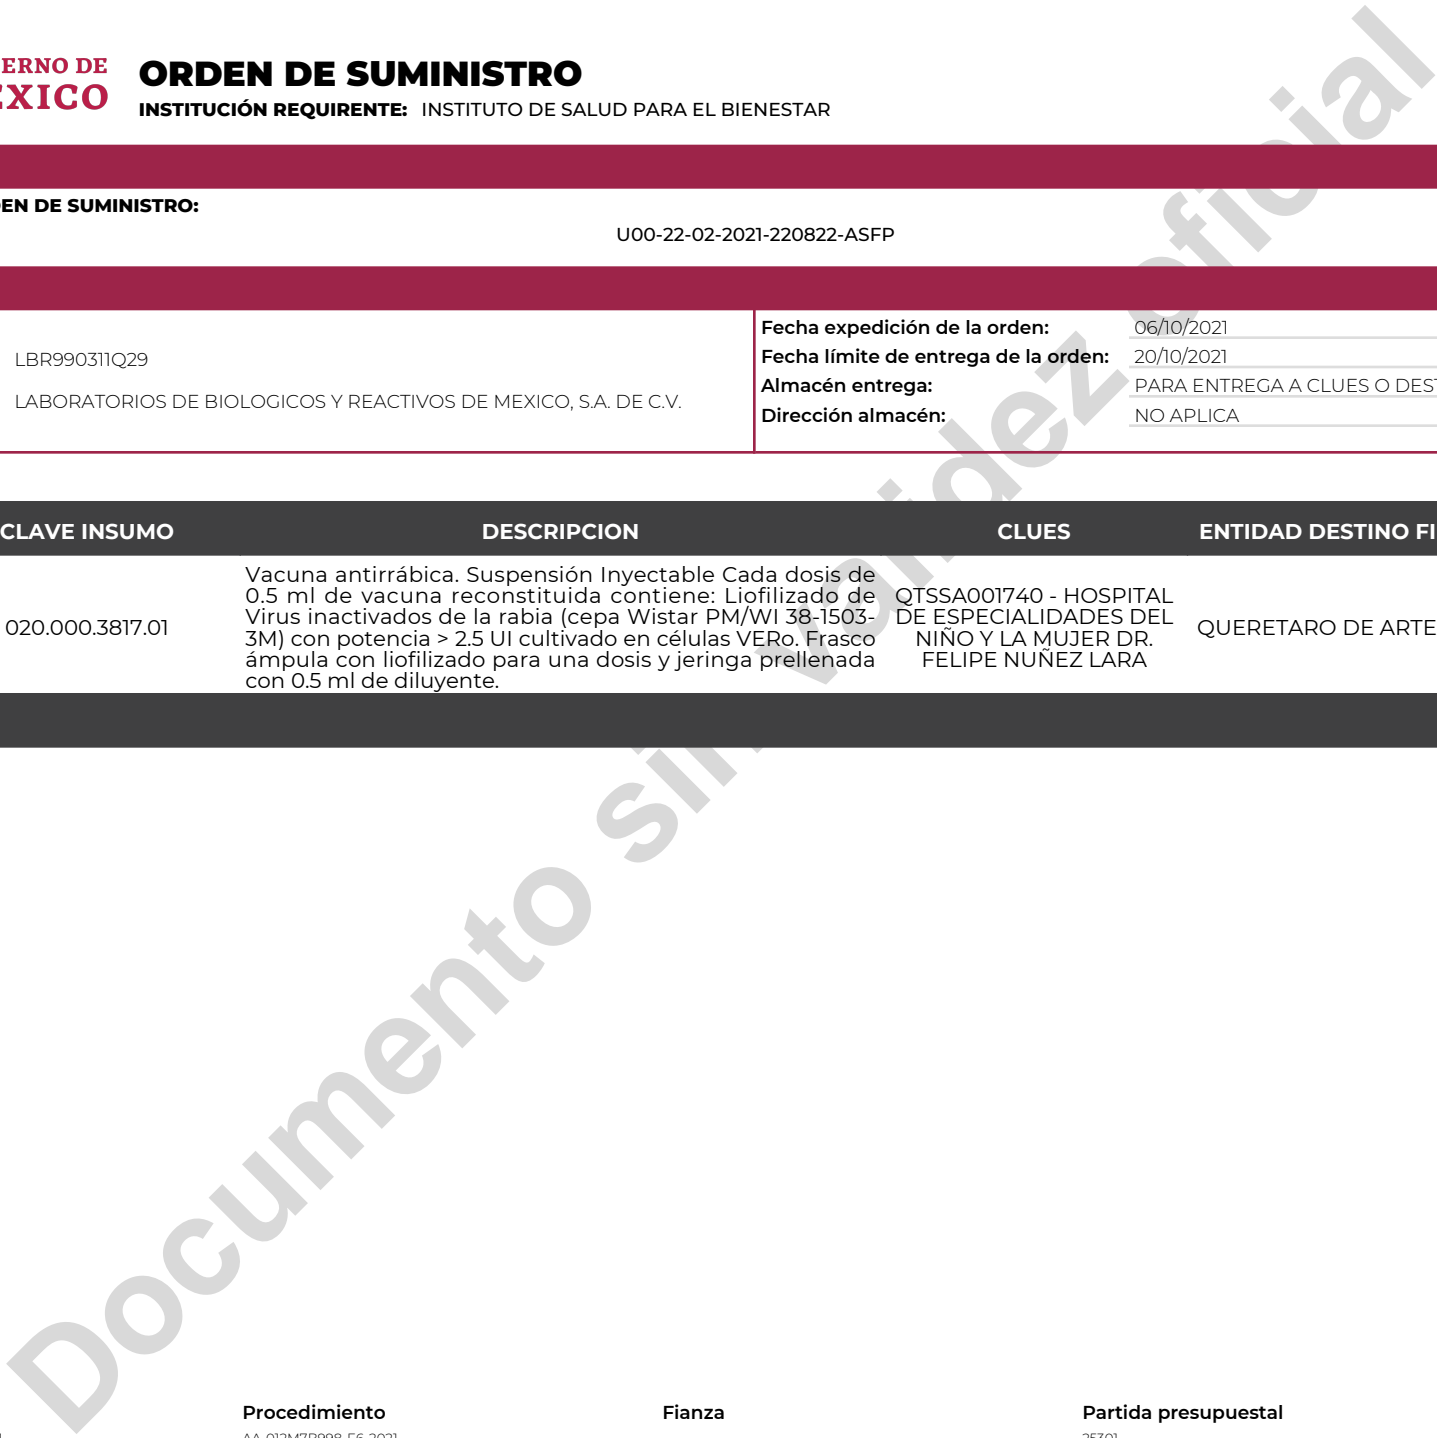 ERNO DE
ÉXICO
ORDEN DE SUMINISTRO
INSTITUCIÓN REQUIRENTE: INSTITUTO DE SALUD PARA EL BIENESTAR
EN DE SUMINISTRO:
U00-22-02-2021-220822-ASFP
LBR990311Q29
LABORATORIOS DE BIOLOGICOS Y REACTIVOS DE MEXICO, S.A. DE C.V.
Fecha expedición de la orden: 06/10/2021
Fecha límite de entrega de la orden: 20/10/2021
Almacén entrega: PARA ENTREGA A CLUES O DEST
Dirección almacén: NO APLICA
CLAVE INSUMO DESCRIPCION CLUES ENTIDAD DESTINO FI
020.000.3817.01
Vacuna antirrábica. Suspensión Inyectable Cada dosis de
0.5 ml de vacuna reconstituida contiene: Liofilizado de
Virus inactivados de la rabia (cepa Wistar PM/WI 38-1503-
3M) con potencia > 2.5 UI cultivado en células VERo. Frasco
ámpula con liofilizado para una dosis y jeringa prellenada
con 0.5 ml de diluyente.
QTSSA001740 - HOSPITAL
DE ESPECIALIDADES DEL
NIÑO Y LA MUJER DR.
FELIPE NUÑEZ LARA
QUERETARO DE ARTE
Documento sin validez oficial
Procedimiento Fianza Partida presupuestal
AA-012M7B998-E6-2021 25301